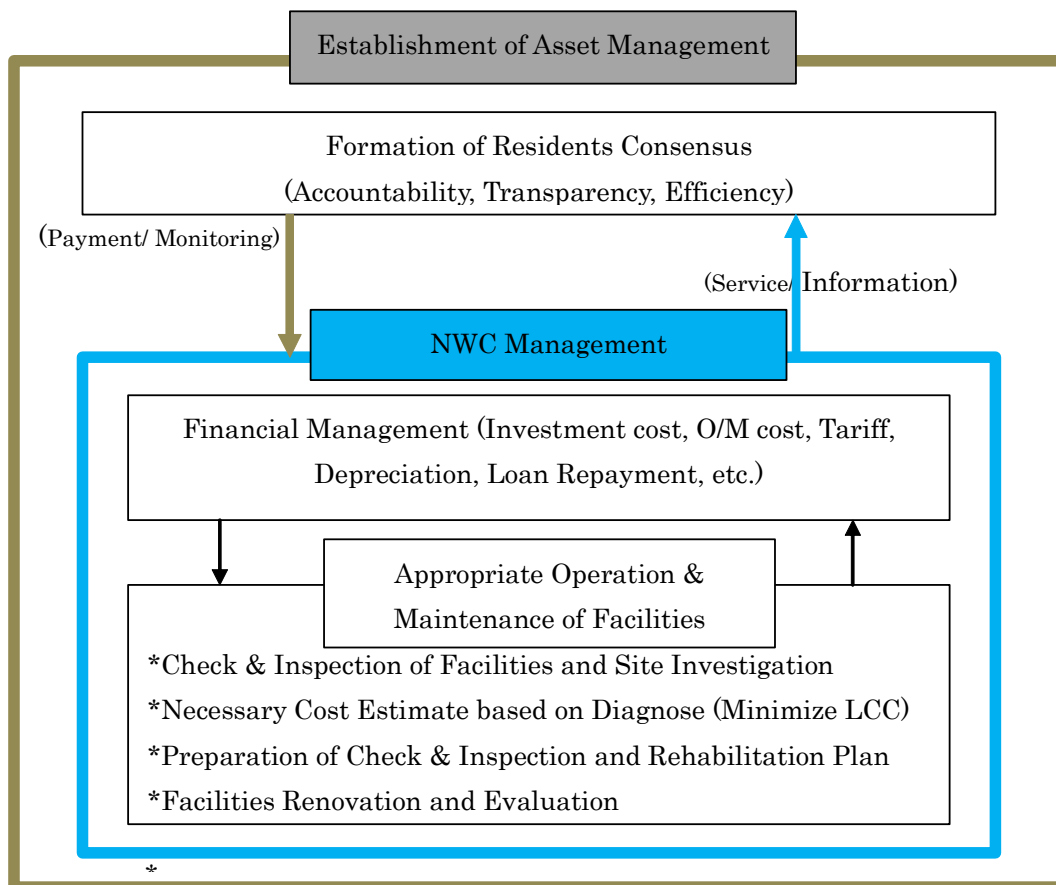 Establishment of Asset Management
Formation of Residents Consensus
(Accountability, Transparency, Efficiency)
(Payment/ Monitoring)
(Service/ Information)
NWC Management
Financial Management (Investment cost, O/M cost, Tariff,
Depreciation, Loan Repayment, etc.)
Appropriate Operation &
Maintenance of Facilities
*Check & Inspection of Facilities and Site Investigation
*Necessary Cost Estimate based on Diagnose (Minimize LCC)
*Preparation of Check & Inspection and Rehabilitation Plan
*Facilities Renovation and Evaluation
*